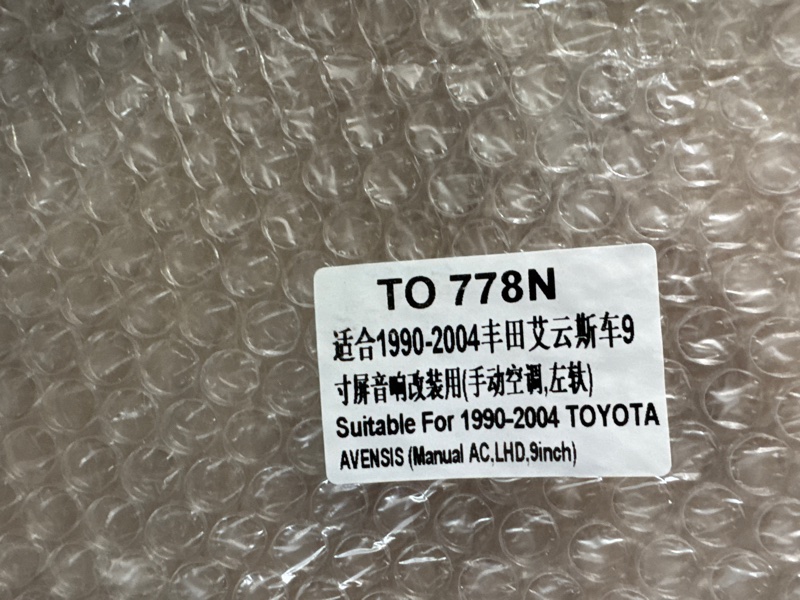 TO 778N
适合1990-2004丰田艾云斯车9
寸屏音响改装用(手动空调,左驮)
Suitable For 1990-2004 TOYOTA
AVENSIS (Manual AC,LHD,9inch)